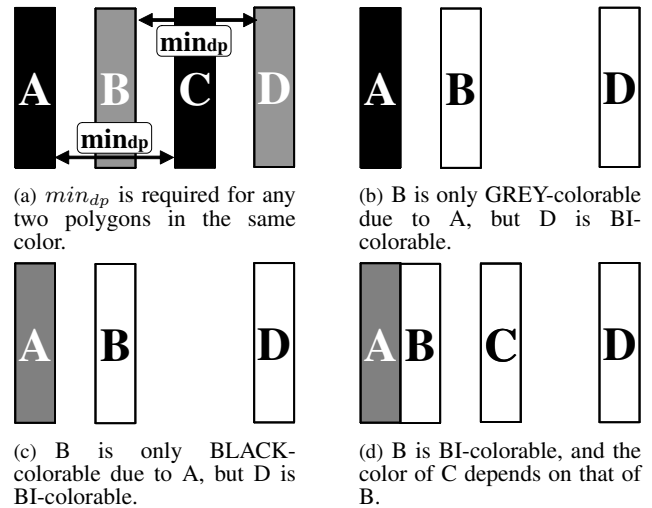 min_dp
A B C D
min_dp
A B D
(a) min_dp is required for any
two polygons in the same
color.
(b) B is only GREY-colorable
due to A, but D is BI-
colorable.
A B D
A B C D
(c) B is only BLACK-
colorable due to A, but D is
BI-colorable.
(d) B is BI-colorable, and the
color of C depends on that of
B.